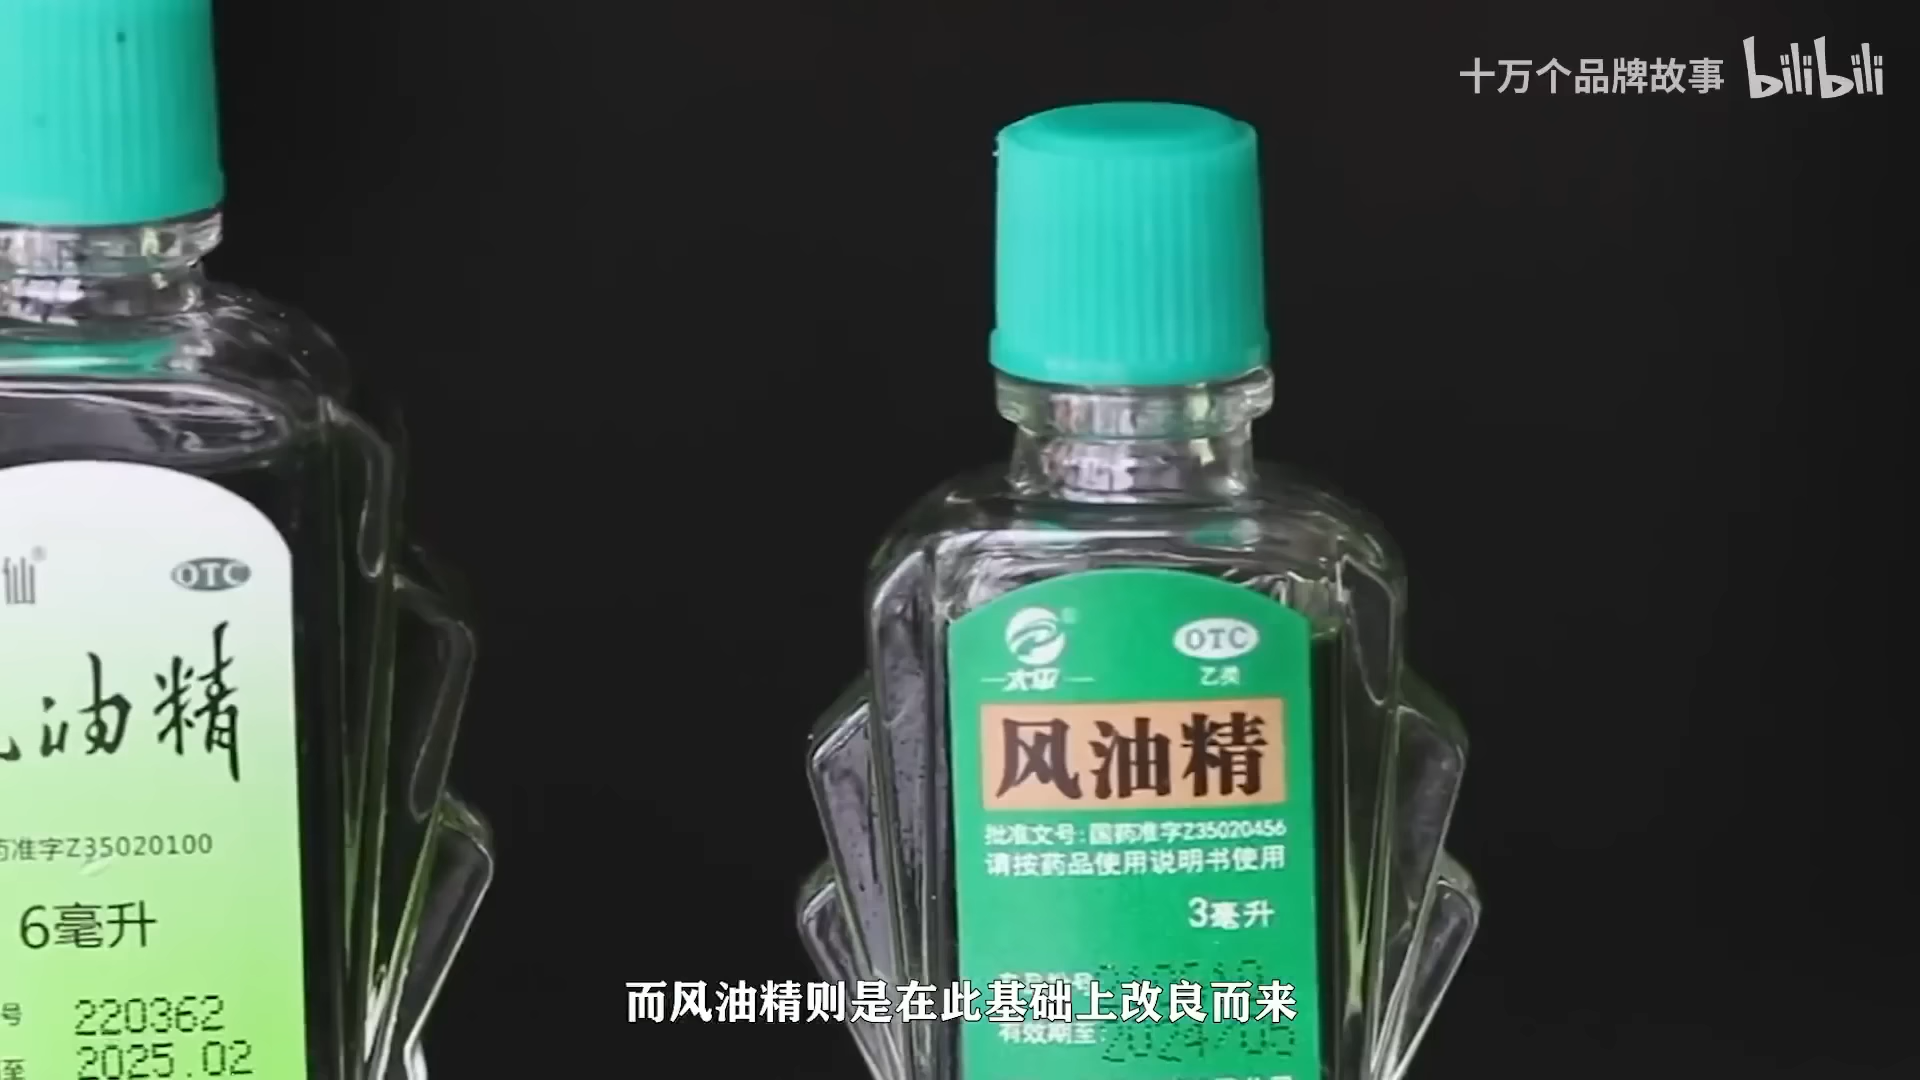 十万个品牌故事 bilibili
仙®
OTC
油精
药准字Z35020100
6毫升
号 220362
至 2025.02
太平
OTC
乙类
风油精
批准文号:国药准字Z35020456
请按药品使用说明书使用
3毫升
有效期至:
而风油精则是在此基础上改良而来